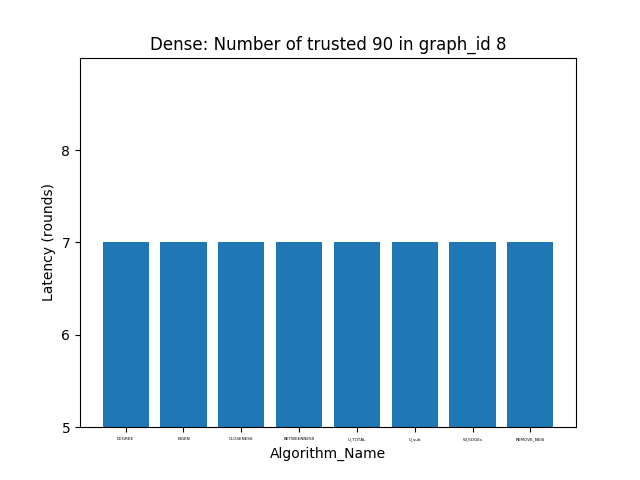 Dense: Number of trusted 90 in graph_id 8
Latency (rounds)
8
7
6
5
DEGREE EIGEN CLOSENESS BETWEENNESS U_TOTAL U_sub W_EDGEs REMOVE_NEIS
Algorithm_Name